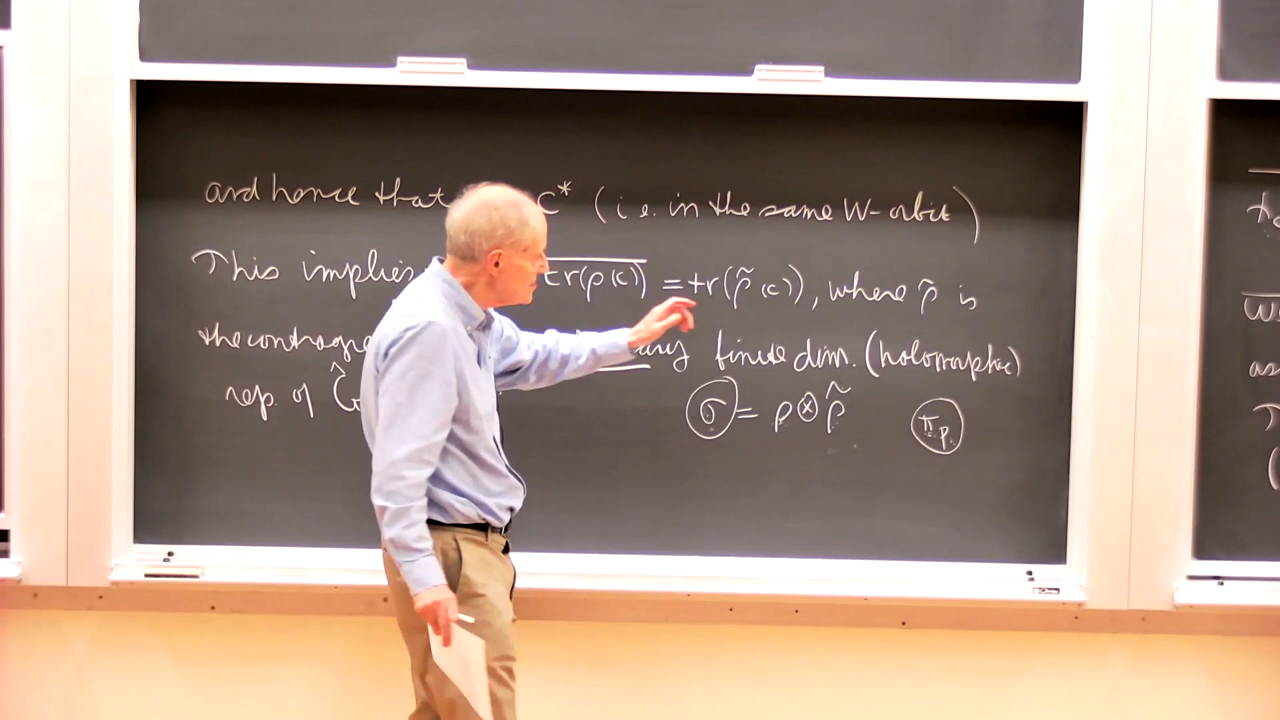 and hence that c* (i.e. in the same W-orbit)
This implies tr(ρ(c)) = tr(ρ̃(c)), where ρ̃ is
the contragre any finite dim. (holomorphic)
rep. of Ĝ
σ = ρ ⊗ ρ̃
π_p